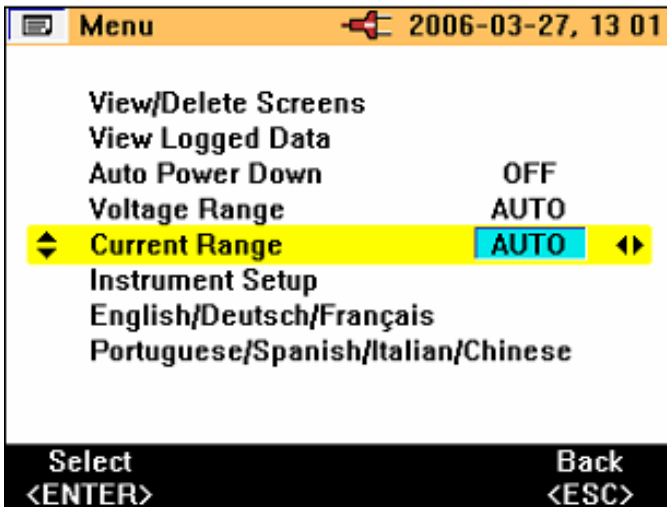 Menu 2006-03-27, 13 01
View/Delete Screens
View Logged Data
Auto Power Down OFF
Voltage Range AUTO
Current Range AUTO
Instrument Setup
English/Deutsch/Français
Portuguese/Spanish/Italian/Chinese
Select Back
<ENTER> <ESC>